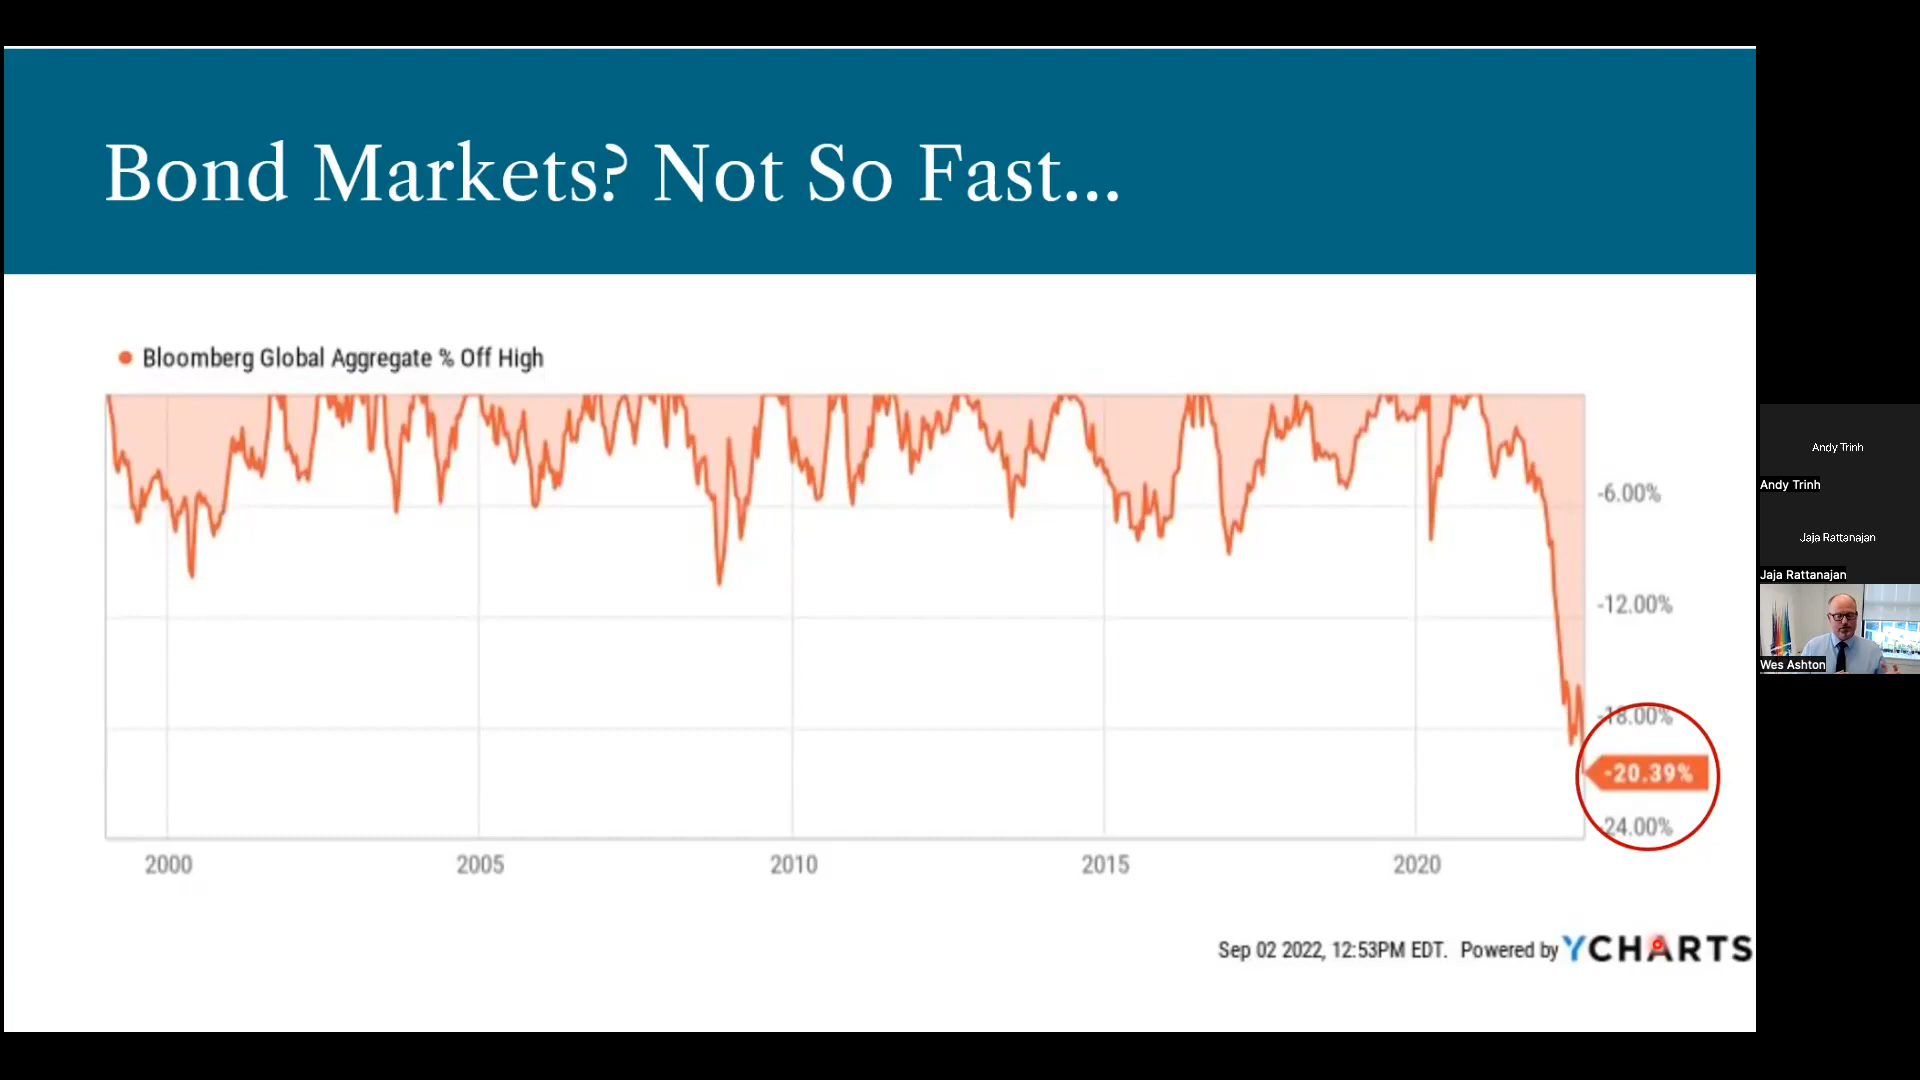 Bond Markets? Not So Fast...
Bloomberg Global Aggregate % Off High
-6.00%
-12.00%
-18.00%
-20.39%
-24.00%
2000 2005 2010 2015 2020
Sep 02 2022, 12:53PM EDT. Powered by YCHARTS
Andy Trinh
Andy Trinh
Jaja Rattanajan
Jaja Rattanajan
Wes Ashton